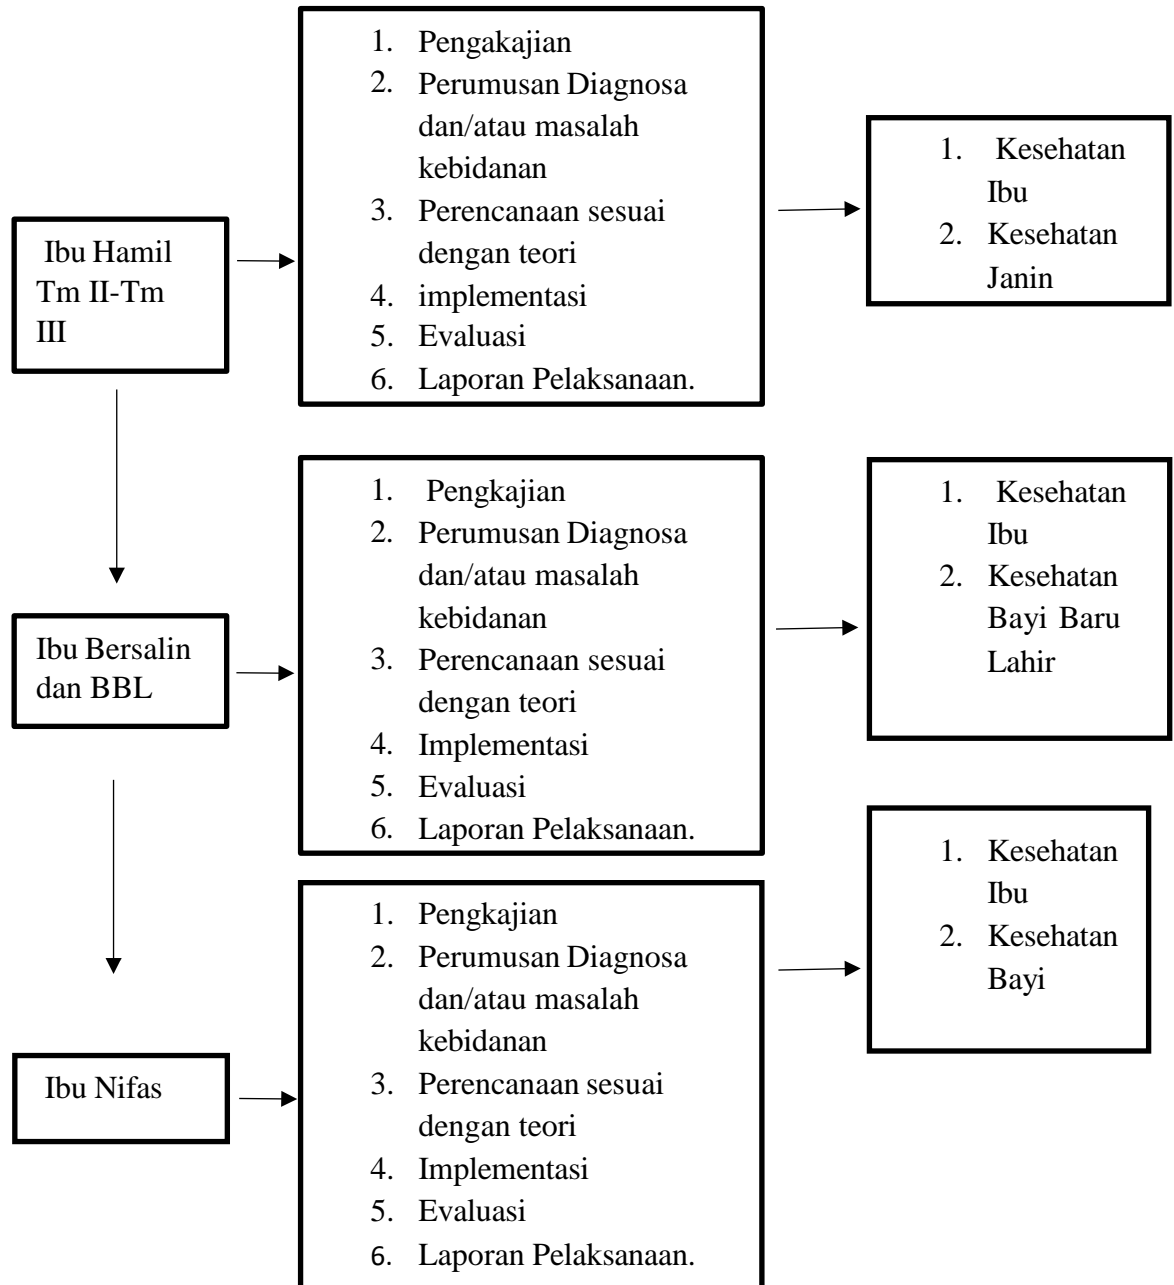 Ibu Hamil
Tm II-Tm
III
1. Pengakajian
2. Perumusan Diagnosa
dan/atau masalah
kebidanan
3. Perencanaan sesuai
dengan teori
4. implementasi
5. Evaluasi
6. Laporan Pelaksanaan.
1. Kesehatan
Ibu
2. Kesehatan
Janin
Ibu Bersalin
dan BBL
1. Pengkajian
2. Perumusan Diagnosa
dan/atau masalah
kebidanan
3. Perencanaan sesuai
dengan teori
4. Implementasi
5. Evaluasi
6. Laporan Pelaksanaan.
1. Kesehatan
Ibu
2. Kesehatan
Bayi Baru
Lahir
Ibu Nifas
1. Pengkajian
2. Perumusan Diagnosa
dan/atau masalah
kebidanan
3. Perencanaan sesuai
dengan teori
4. Implementasi
5. Evaluasi
6. Laporan Pelaksanaan.
1. Kesehatan
Ibu
2. Kesehatan
Bayi